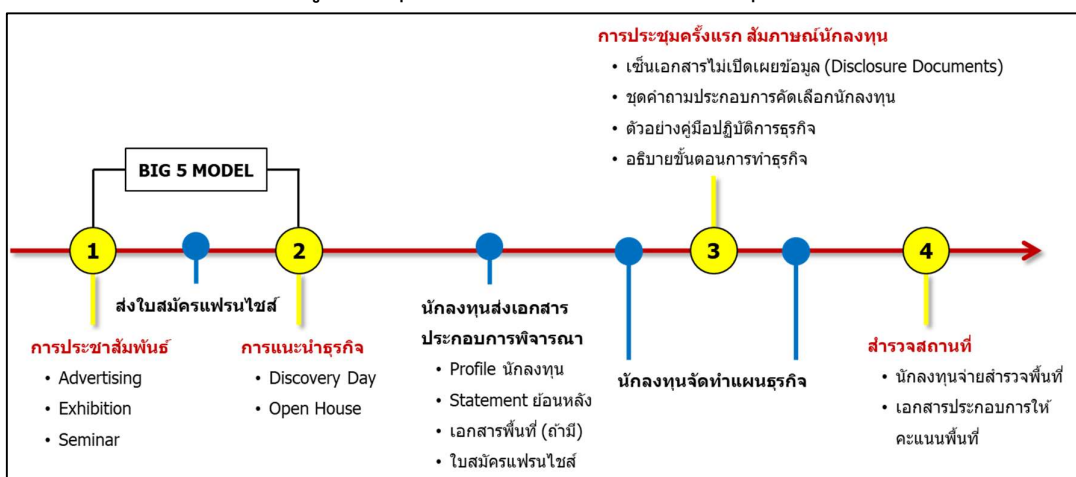 การประชุมครั้งแรก สัมภาษณ์นักลงทุน
• เซ็นเอกสารไม่เปิดเผยข้อมูล (Disclosure Documents)
• ชุดคำถามประกอบการคัดเลือกนักลงทุน
• ตัวอย่างคู่มือปฏิบัติการธุรกิจ
• อธิบายขั้นตอนการทำธุรกิจ
BIG 5 MODEL
1
2
3
4
ส่งใบสมัครแฟรนไชส์
การประชาสัมพันธ์
• Advertising
• Exhibition
• Seminar
การแนะนำธุรกิจ
• Discovery Day
• Open House
นักลงทุนส่งเอกสาร
ประกอบการพิจารณา
• Profile นักลงทุน
• Statement ย้อนหลัง
• เอกสารพื้นที่ (ถ้ามี)
• ใบสมัครแฟรนไชส์
นักลงทุนจัดทำแผนธุรกิจ
สำรวจสถานที่
• นักลงทุนจ่ายสำรวจพื้นที่
• เอกสารประกอบการให้
คะแนนพื้นที่